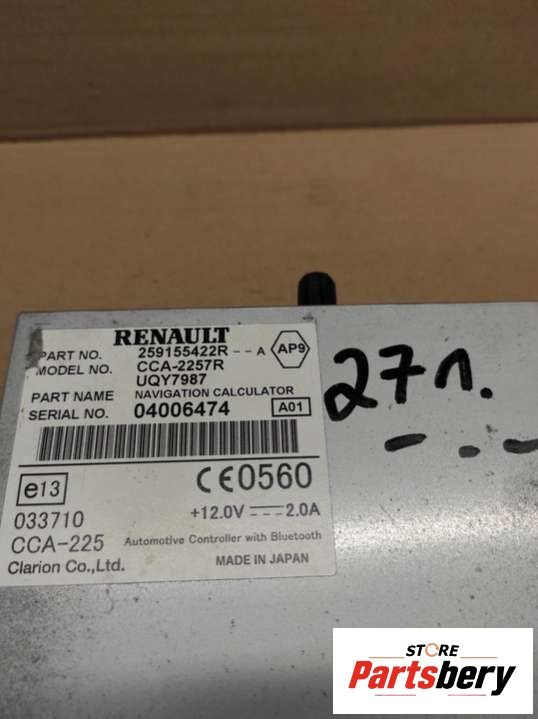 RENAULT
PART NO. 259155422R -- A AP9
MODEL NO. CCA-2257R
UQY7987
PART NAME NAVIGATION CALCULATOR
SERIAL NO. 04006474 A01
e13 CE0560
033710 +12.0V 2.0A
CCA-225 Automotive Controller with Bluetooth
Clarion Co.,Ltd. MADE IN JAPAN
27л.
STORE
Partsbery